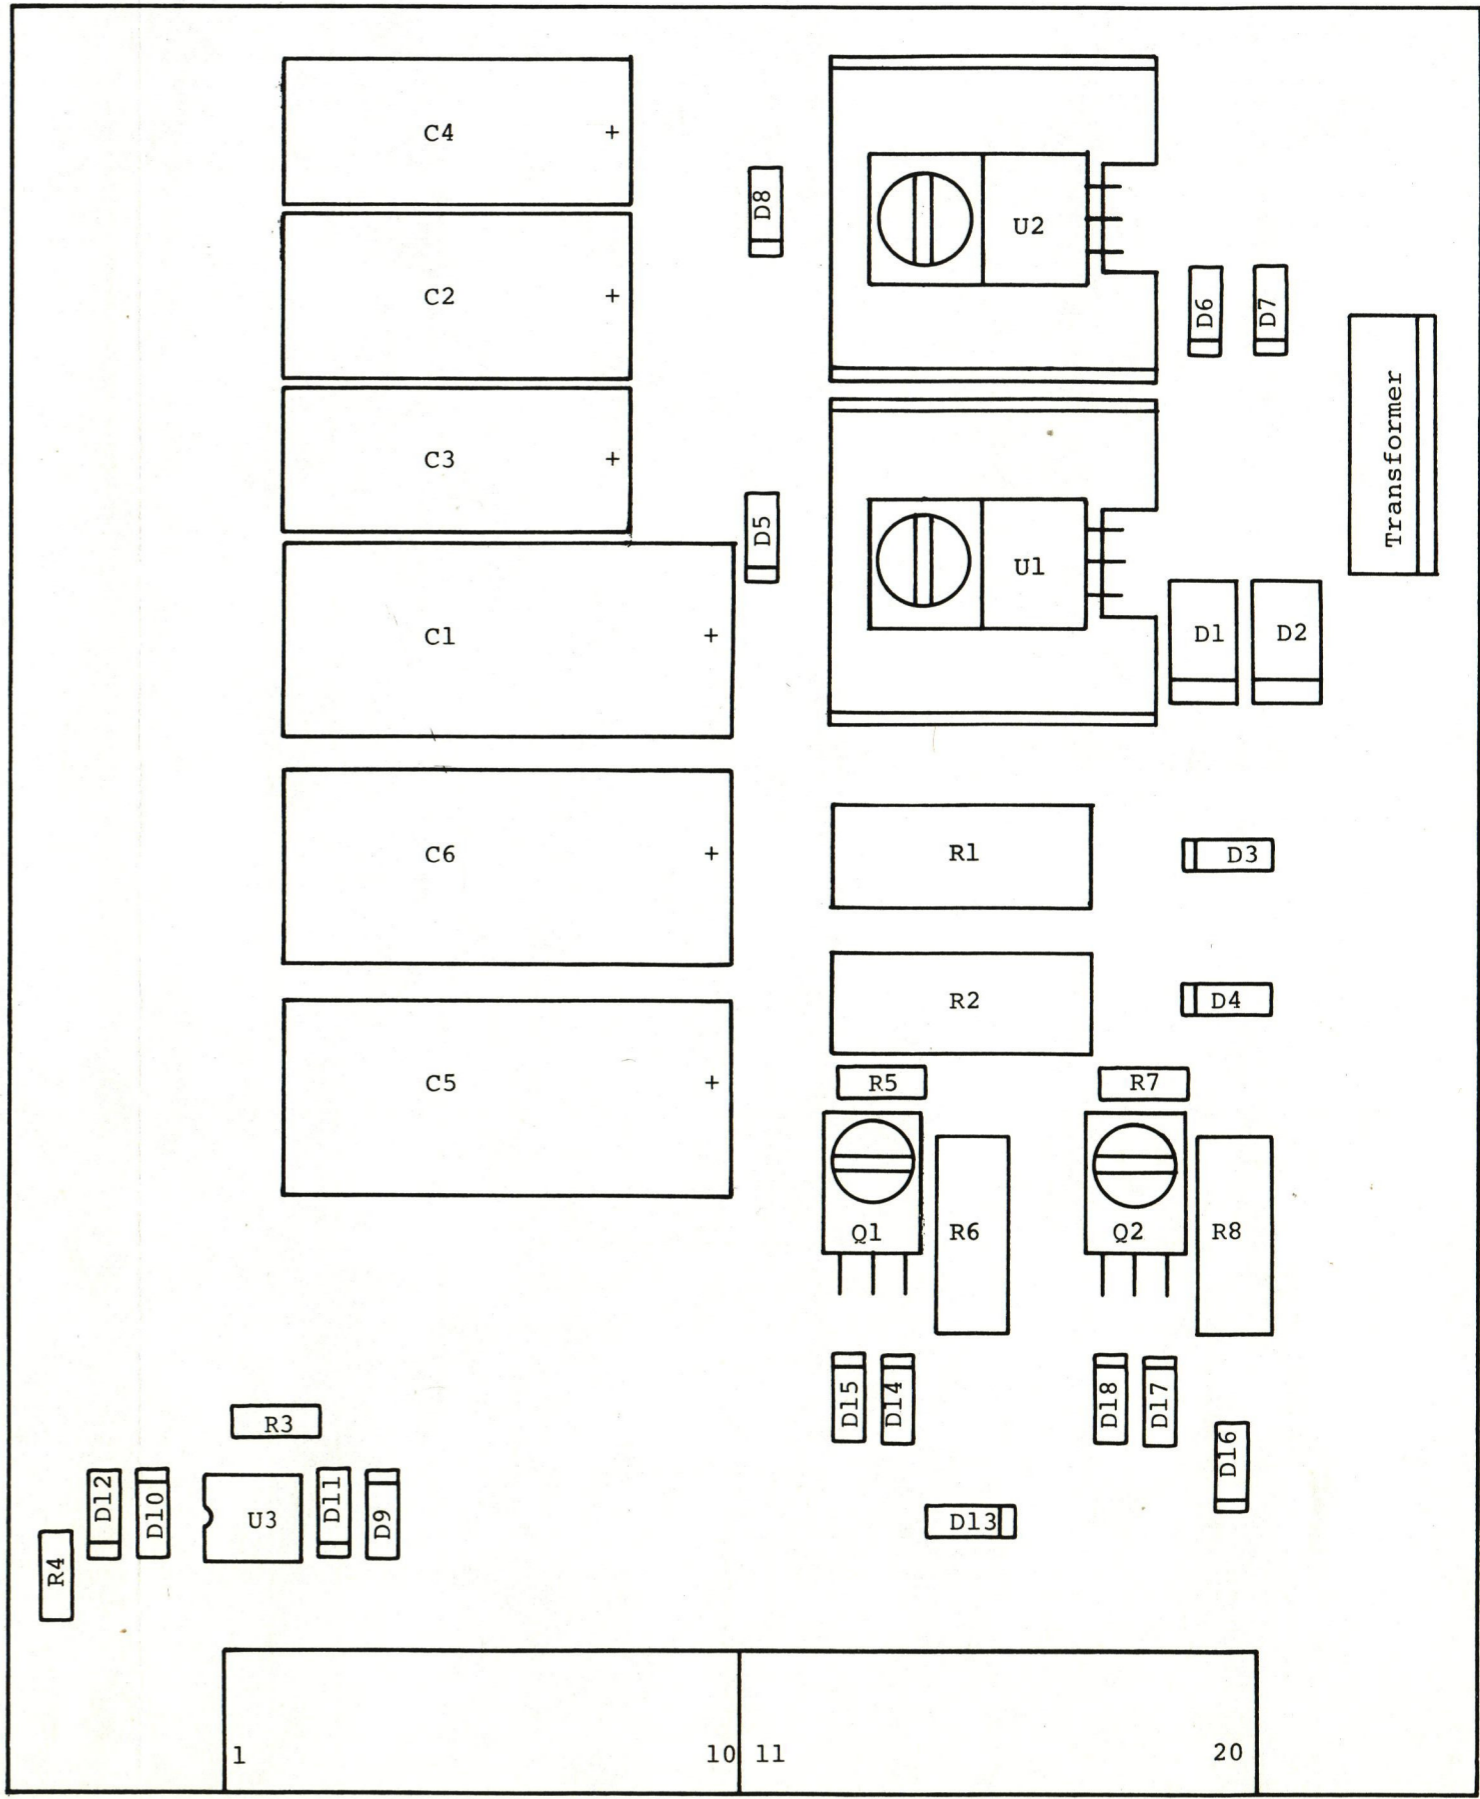 C4 +
D8
U2
C2 +
D6
D7
C3 +
Transformer
D5
U1
C1 +
D1
D2
C6 +
R1
D3
R2
D4
C5 +
R5
R7
Q1
R6
Q2
R8
D15
D14
D18
D17
D16
R3
D12
D10
U3
D11
D9
D13
R4
1
10
11
20